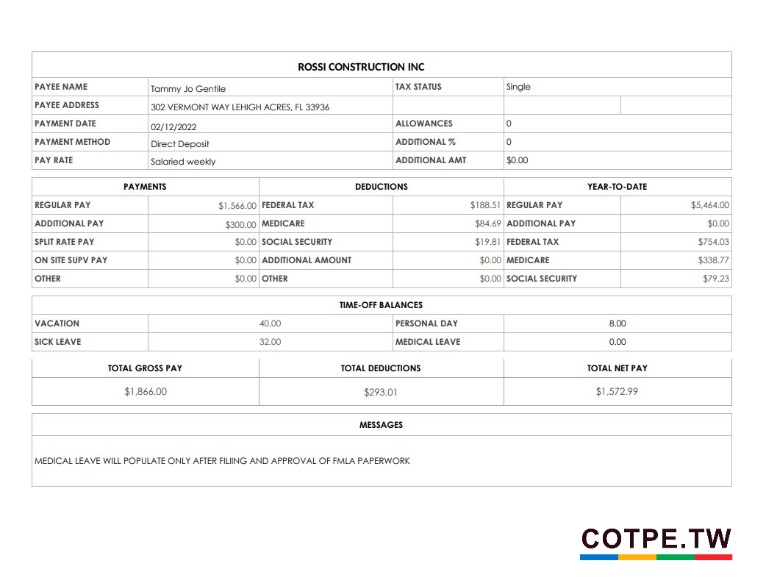 ROSSI CONSTRUCTION INC
PAYEE NAME Tammy Jo Gentile TAX STATUS Single
PAYEE ADDRESS 302 VERMONT WAY LEHIGH ACRES, FL 33936
PAYMENT DATE 02/12/2022 ALLOWANCES 0
PAYMENT METHOD Direct Deposit ADDITIONAL % 0
PAY RATE Salaried weekly ADDITIONAL AMT $0.00
PAYMENTS DEDUCTIONS YEAR-TO-DATE
REGULAR PAY $1,566.00 FEDERAL TAX $188.51 REGULAR PAY $5,464.00
ADDITIONAL PAY $300.00 MEDICARE $84.69 ADDITIONAL PAY $0.00
SPLIT RATE PAY $0.00 SOCIAL SECURITY $19.81 FEDERAL TAX $754.03
ON SITE SUPV PAY $0.00 ADDITIONAL AMOUNT $0.00 MEDICARE $338.77
OTHER $0.00 OTHER $0.00 SOCIAL SECURITY $79.23
TIME-OFF BALANCES
VACATION 40.00 PERSONAL DAY 8.00
SICK LEAVE 32.00 MEDICAL LEAVE 0.00
TOTAL GROSS PAY TOTAL DEDUCTIONS TOTAL NET PAY
$1,866.00 $293.01 $1,572.99
MESSAGES
MEDICAL LEAVE WILL POPULATE ONLY AFTER FILIING AND APPROVAL OF FMLA PAPERWORK
COTPE.TW